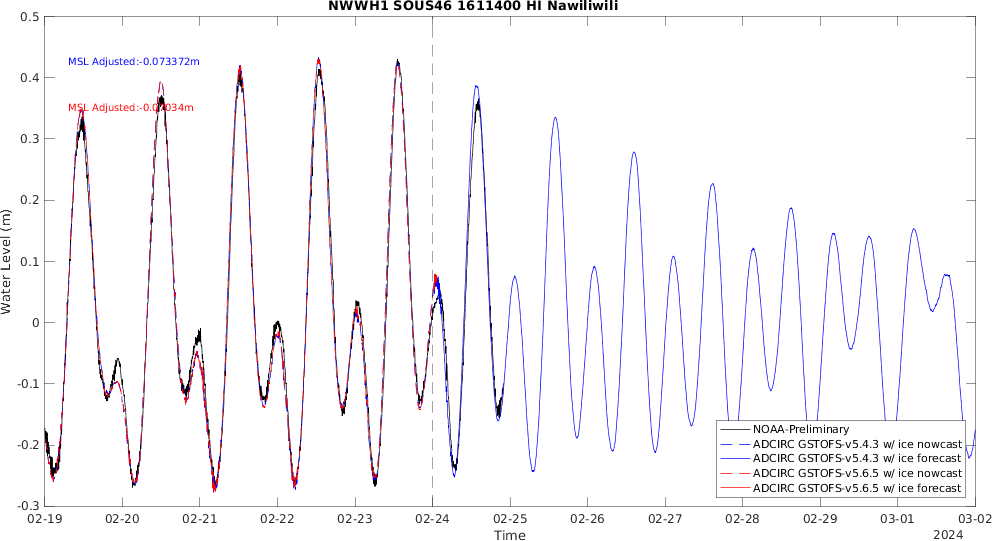 NWWH1 SOUS46 1611400 HI Nawiliwili
0.5
0.4
0.3
0.2
0.1
0
-0.1
-0.2
-0.3
Water Level (m)
MSL Adjusted:-0.073372m
MSL
NOAA-Preliminary
ADCIRC GSTOFS-v5.4.3 w/ ice nowcast
ADCIRC GSTOFS-v5.4.3 w/ ice forecast
ADCIRC GSTOFS-v5.6.5 w/ ice nowcast
ADCIRC GSTOFS-v5.6.5 w/ ice forecast
02-19 02-20 02-21 02-22 02-23 02-24 02-25 02-26 02-27 02-28 02-29 03-01 03-02
Time
2024